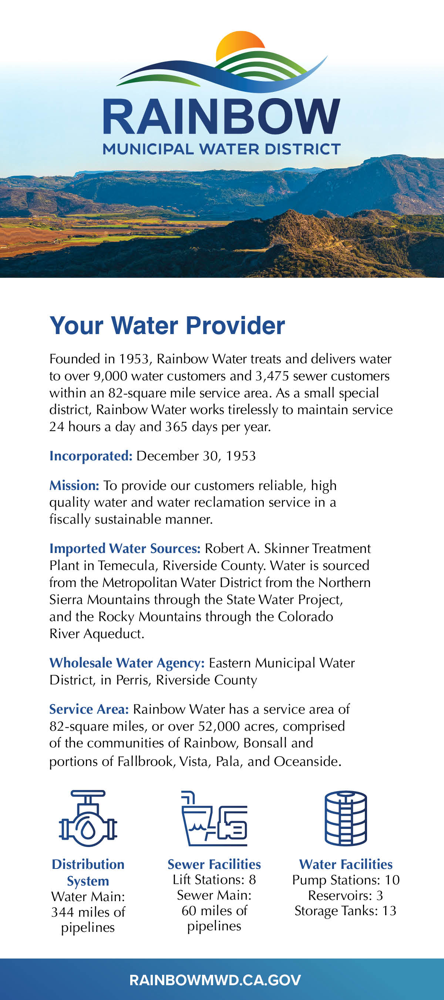 RAINBOW
MUNICIPAL WATER DISTRICT
Your Water Provider
Founded in 1953, Rainbow Water treats and delivers water
to over 9,000 water customers and 3,475 sewer customers
within an 82-square mile service area. As a small special
district, Rainbow Water works tirelessly to maintain service
24 hours a day and 365 days per year.
Incorporated: December 30, 1953
Mission: To provide our customers reliable, high
quality water and water reclamation service in a
fiscally sustainable manner.
Imported Water Sources: Robert A. Skinner Treatment
Plant in Temecula, Riverside County. Water is sourced
from the Metropolitan Water District from the Northern
Sierra Mountains through the State Water Project,
and the Rocky Mountains through the Colorado
River Aqueduct.
Wholesale Water Agency: Eastern Municipal Water
District, in Perris, Riverside County
Service Area: Rainbow Water has a service area of
82-square miles, or over 52,000 acres, comprised
of the communities of Rainbow, Bonsall and
portions of Fallbrook, Vista, Pala, and Oceanside.
Distribution
System
Water Main:
344 miles of
pipelines
Sewer Facilities
Lift Stations: 8
Sewer Main:
60 miles of
pipelines
Water Facilities
Pump Stations: 10
Reservoirs: 3
Storage Tanks: 13
RAINBOWMWD.CA.GOV